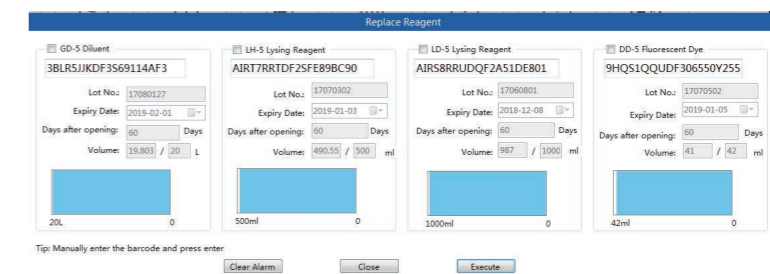 Replace Reagent
GD-5 Diluent
3BLR5JJKDF3S69114AF3
Lot No.: 17080127
Expiry Date: 2019-02-01
Days after opening: 60 Days
Volume: 19.803 / 20 L
20L 0
LH-5 Lysing Reagent
AIRT7RRTDF2SFE89BC90
Lot No.: 17070302
Expiry Date: 2019-01-03
Days after opening: 60 Days
Volume: 490.55 / 500 ml
500ml 0
LD-5 Lysing Reagent
AIRS8RRUDQF2A51DE801
Lot No.: 17060801
Expiry Date: 2018-12-08
Days after opening: 60 Days
Volume: 987 / 1000 ml
1000ml 0
DD-5 Fluorescent Dye
9HQS1QQUDF306550Y255
Lot No.: 17070502
Expiry Date: 2019-01-05
Days after opening: 60 Days
Volume: 41 / 42 ml
42ml 0
Tip: Manually enter the barcode and press enter
Clear Alarm Close Execute